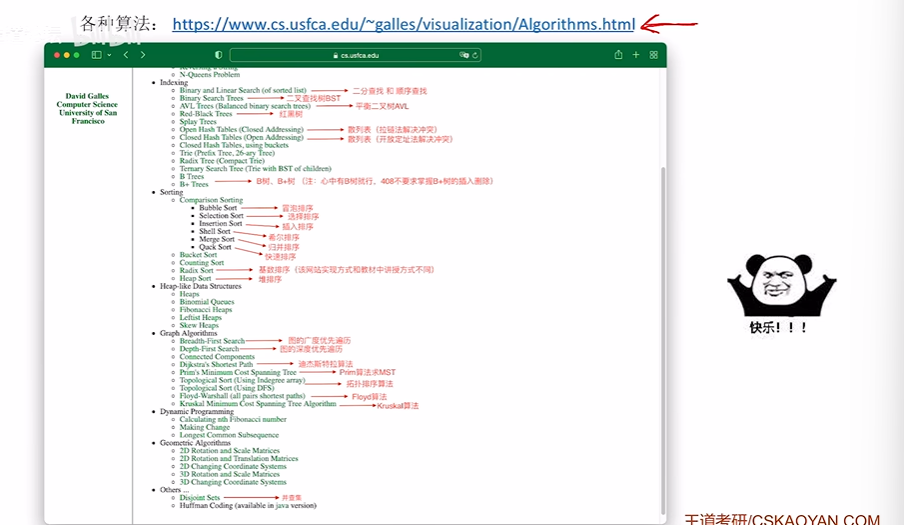 各种算法： https://www.cs.usfca.edu/~galles/visualization/Algorithms.html
cs.usfca.edu
David Galles
Computer Science
University of San
Francisco
N-Queens Problem
Indexing
Binary and Linear Search (of sorted list) 二分查找 和 顺序查找
Binary Search Trees 二叉查找树BST
AVL Trees (Balanced binary search trees) 平衡二叉树AVL
Red-Black Trees 红黑树
Splay Trees
Open Hash Tables (Closed Addressing) 散列表（拉链法解决冲突）
Closed Hash Tables (Open Addressing) 散列表（开放定址法解决冲突）
Closed Hash Tables, using buckets
Trie (Prefix Tree, 26-ary Tree)
Radix Tree (Compact Trie)
Ternary Search Tree (Trie with BST of children)
B Trees
B+ Trees B树、B+树 （注：心中有B树就行，408不要求掌握B+树的插入删除）
Sorting
Comparison Sorting
Bubble Sort 冒泡排序
Selection Sort 选择排序
Insertion Sort 插入排序
Shell Sort 希尔排序
Merge Sort 归并排序
Quck Sort 快速排序
Bucket Sort
Counting Sort
Radix Sort 基数排序（该网站实现方式和教材中讲授方式不同）
Heap Sort 堆排序
Heap-like Data Structures
Heaps
Binomial Queues
Fibonacci Heaps
Leftist Heaps
Skew Heaps
Graph Algorithms
Breadth-First Search 图的广度优先遍历
Depth-First Search 图的深度优先遍历
Connected Components
Dijkstra's Shortest Path 迪杰斯特拉算法
Prim's Minimum Cost Spanning Tree Prim算法求MST
Topological Sort (Using Indegree array) 拓扑排序算法
Topological Sort (Using DFS)
Floyd-Warshall (all pairs shortest paths) Floyd算法
Kruskal Minimum Cost Spanning Tree Algorithm Kruskal算法
Dynamic Programming
Calculating nth Fibonacci number
Making Change
Longest Common Subsequence
Geometric Algorithms
2D Rotation and Scale Matrices
2D Rotation and Translation Matrices
2D Changing Coordinate Systems
3D Rotation and Scale Matrices
3D Changing Coordinate Systems
Others ...
Disjoint Sets 并查集
Huffman Coding (available in java version)
快乐！！！
王道考研/CSKAOYAN.COM